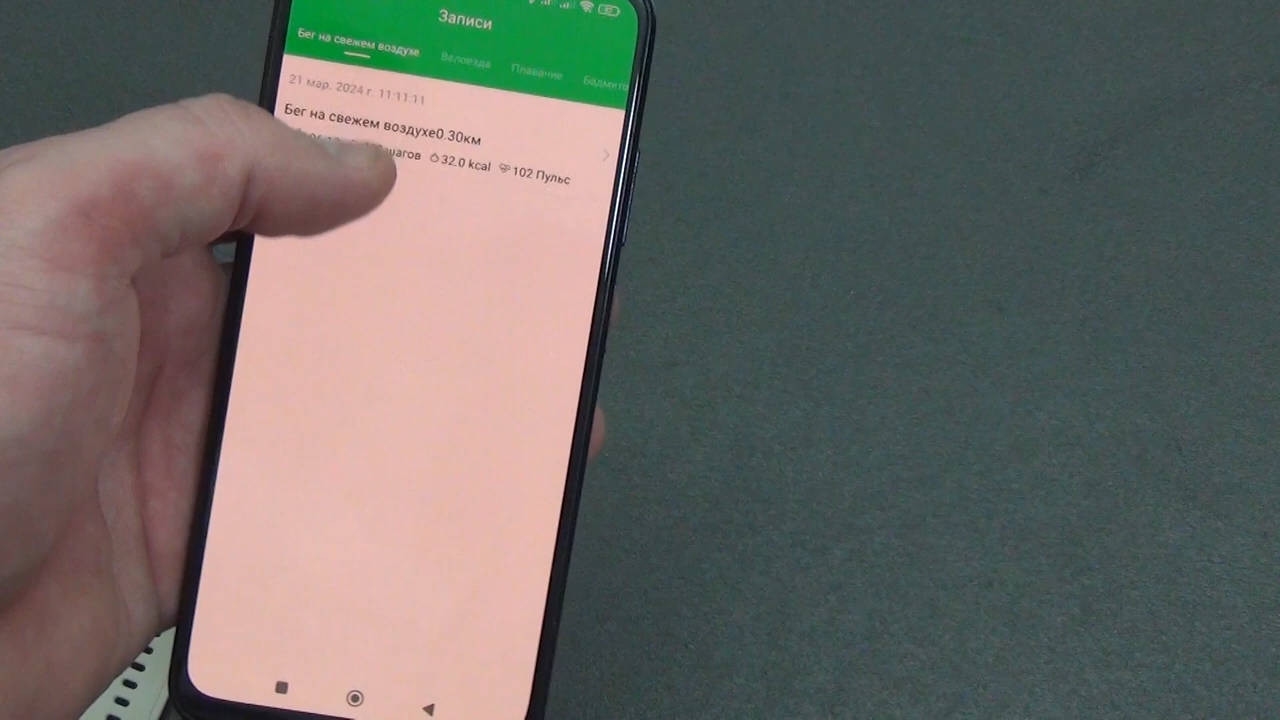 Записи
Бег на свежем воздухе Велоезда Плавание Бадминто
21 мар. 2024 г. 11:11:11
Бег на свежем воздухе0.30км
шагов 32.0 kcal 102 Пульс